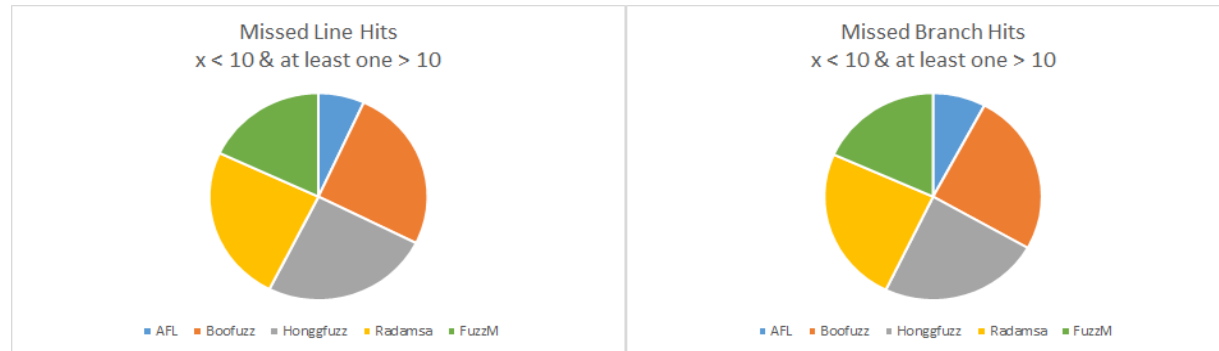 Missed Line Hits
x < 10 & at least one > 10
AFL Boofuzz Honggfuzz Radamsa FuzzM
Missed Branch Hits
x < 10 & at least one > 10
AFL Boofuzz Honggfuzz Radamsa FuzzM